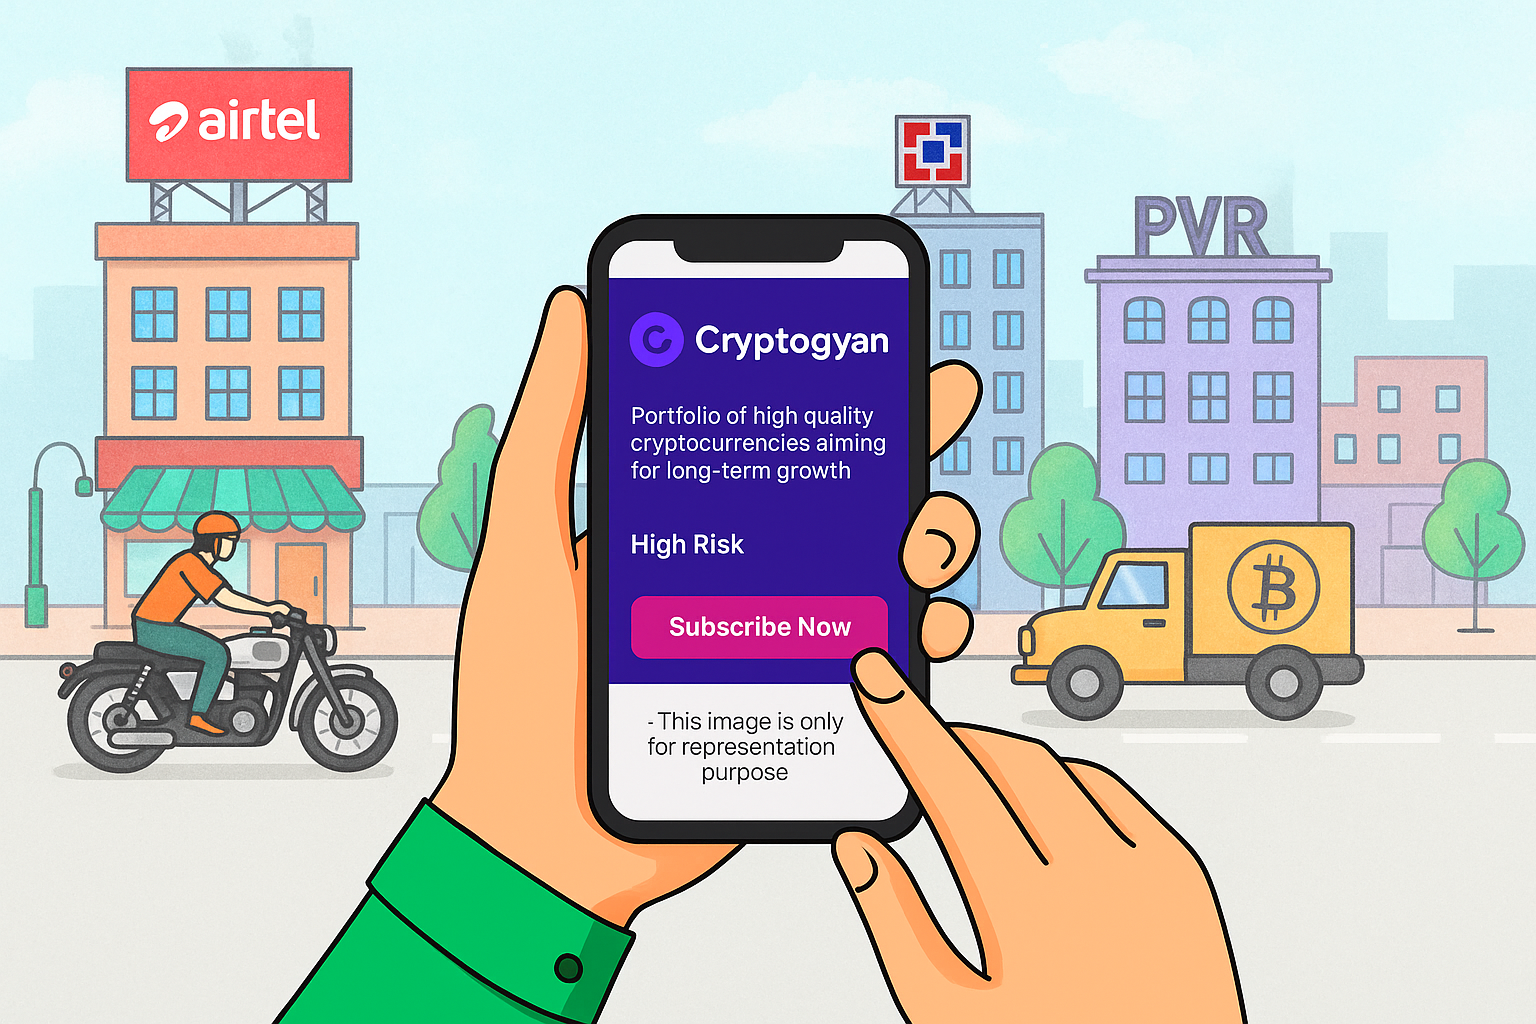 airtel
PVR
Cryptogyan
Portfolio of high quality
cryptocurrencies aiming
for long-term growth
High Risk
Subscribe Now
- This image is only
for representation
purpose
₿